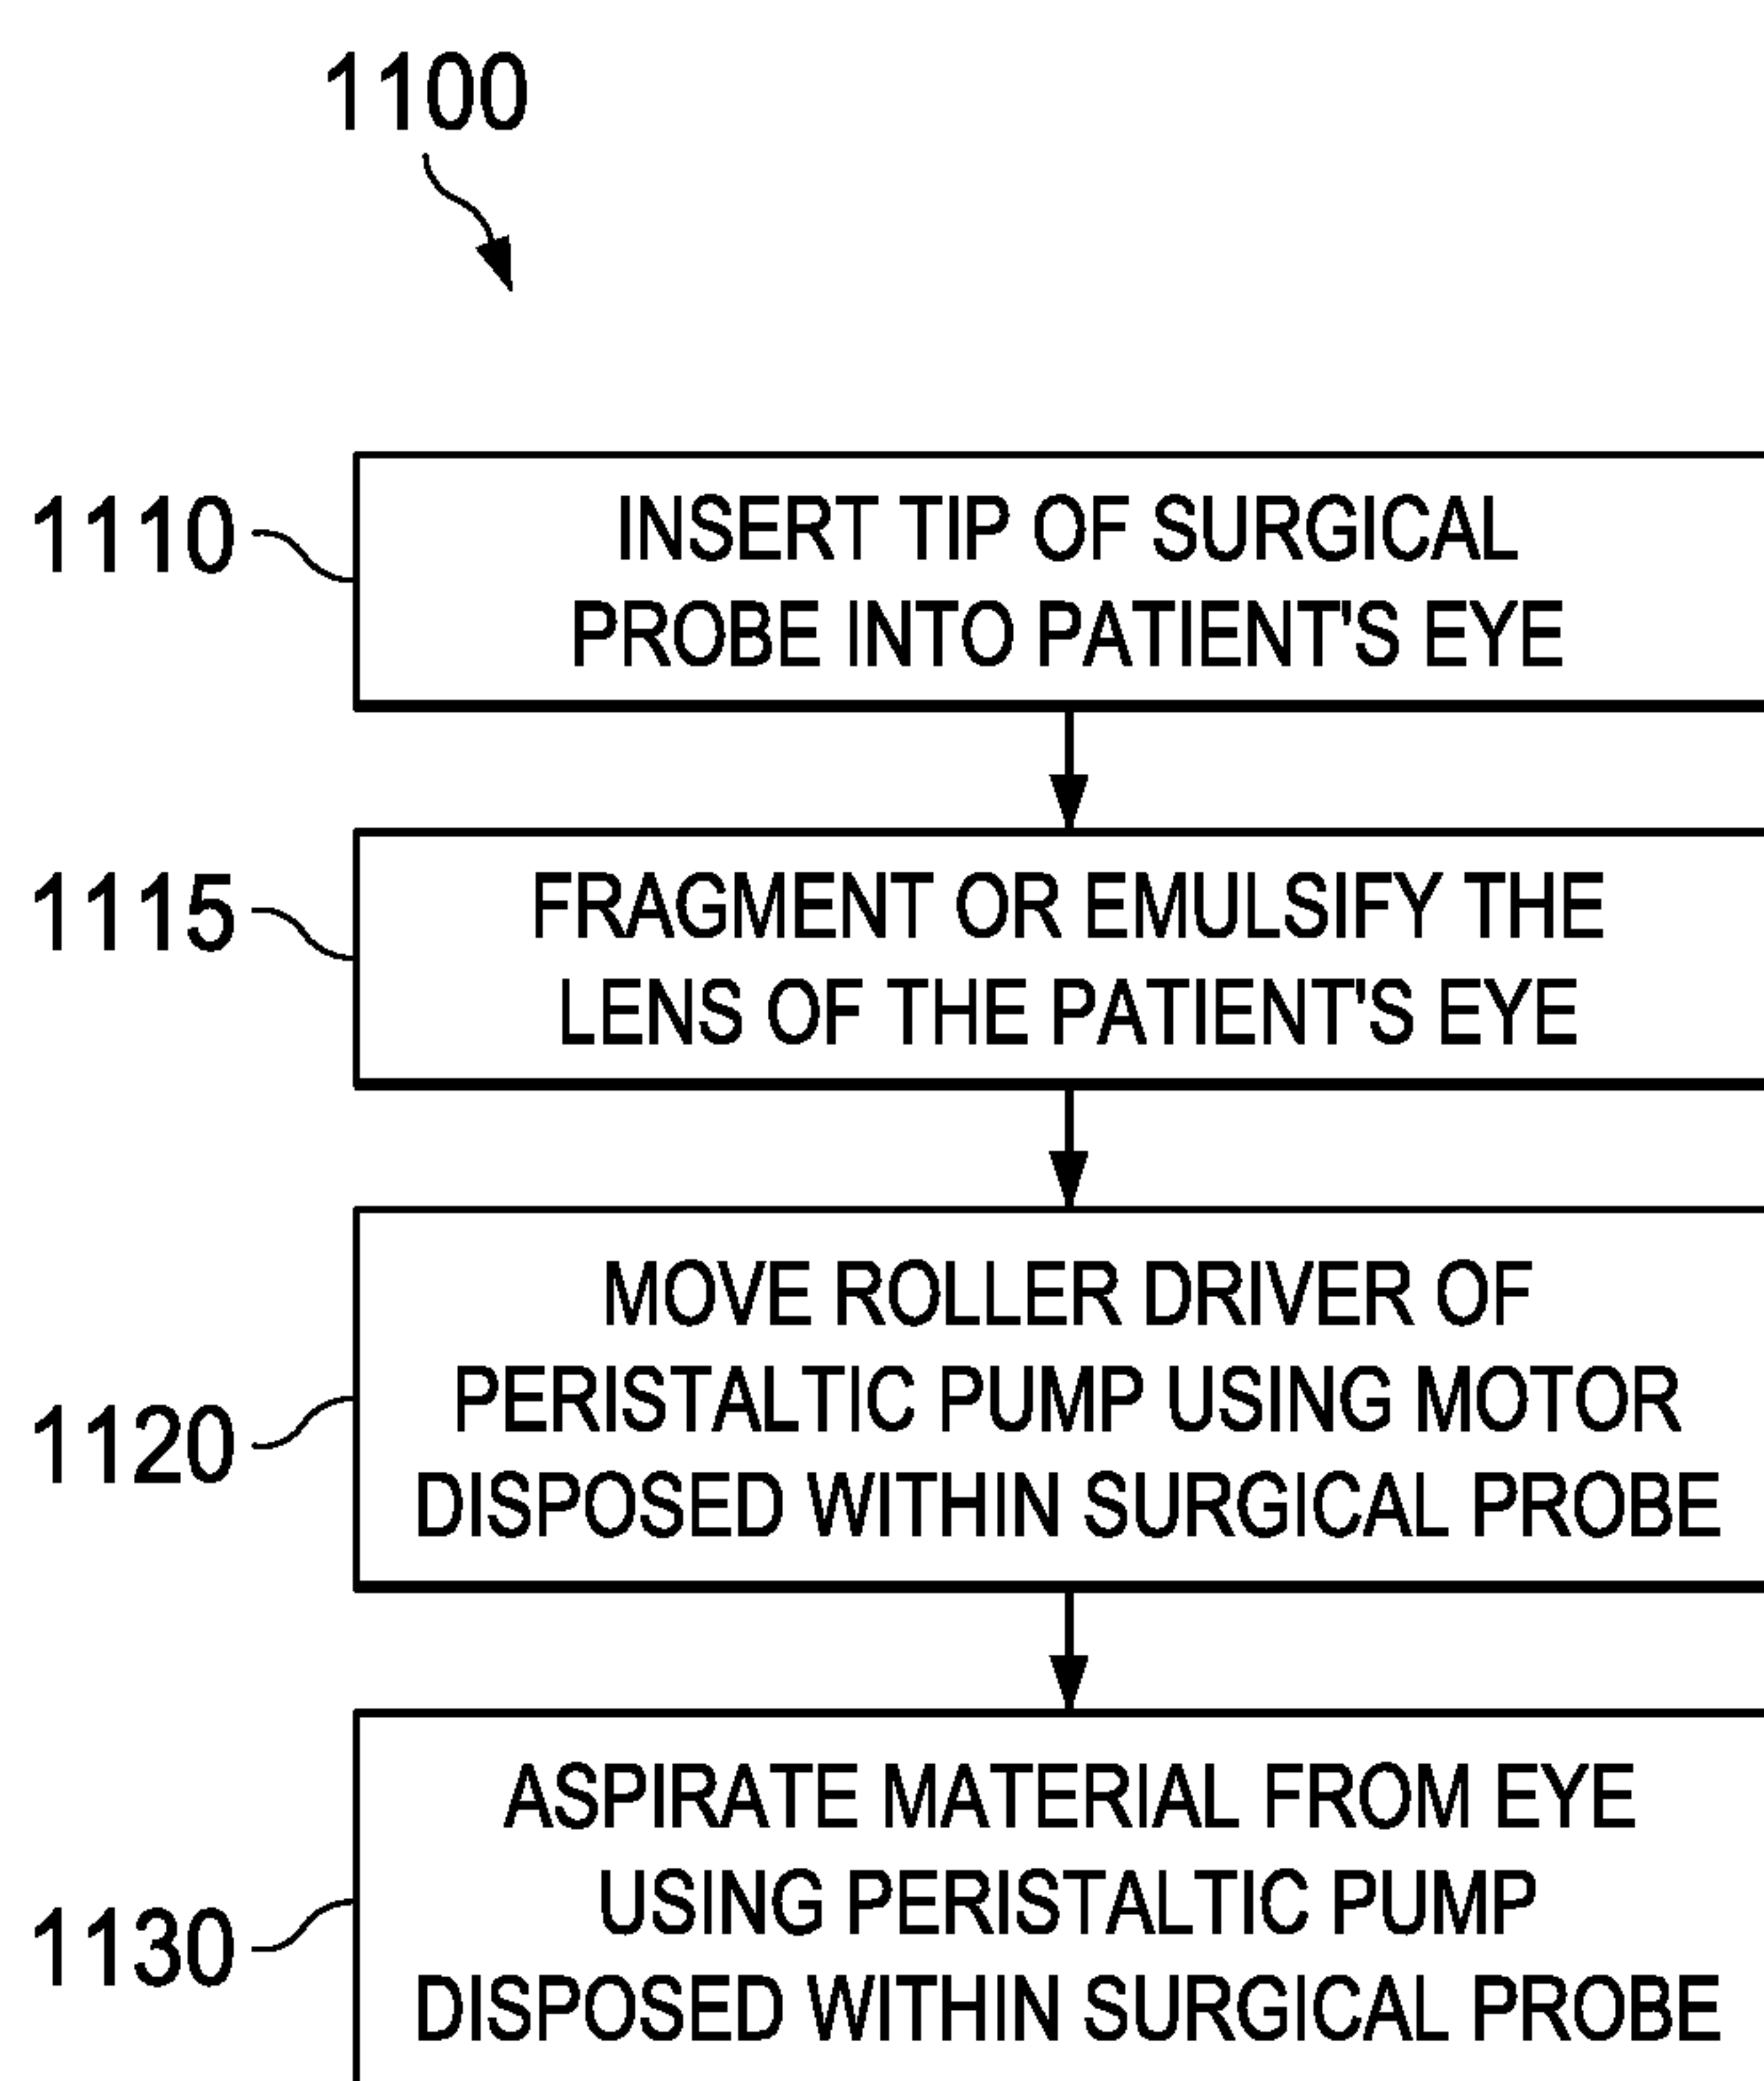 1100
1110
INSERT TIP OF SURGICAL
PROBE INTO PATIENT'S EYE
1115
FRAGMENT OR EMULSIFY THE
LENS OF THE PATIENT'S EYE
1120
MOVE ROLLER DRIVER OF
PERISTALTIC PUMP USING MOTOR
DISPOSED WITHIN SURGICAL PROBE
1130
ASPIRATE MATERIAL FROM EYE
USING PERISTALTIC PUMP
DISPOSED WITHIN SURGICAL PROBE